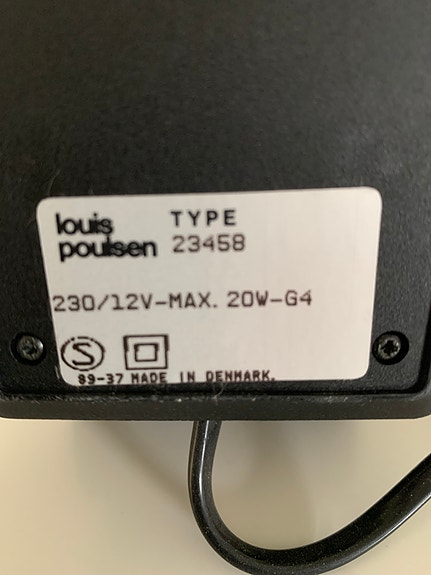 louis
poulsen
TYPE
23458
230/12V-MAX. 20W-G4
S
89-37 MADE IN DENMARK.